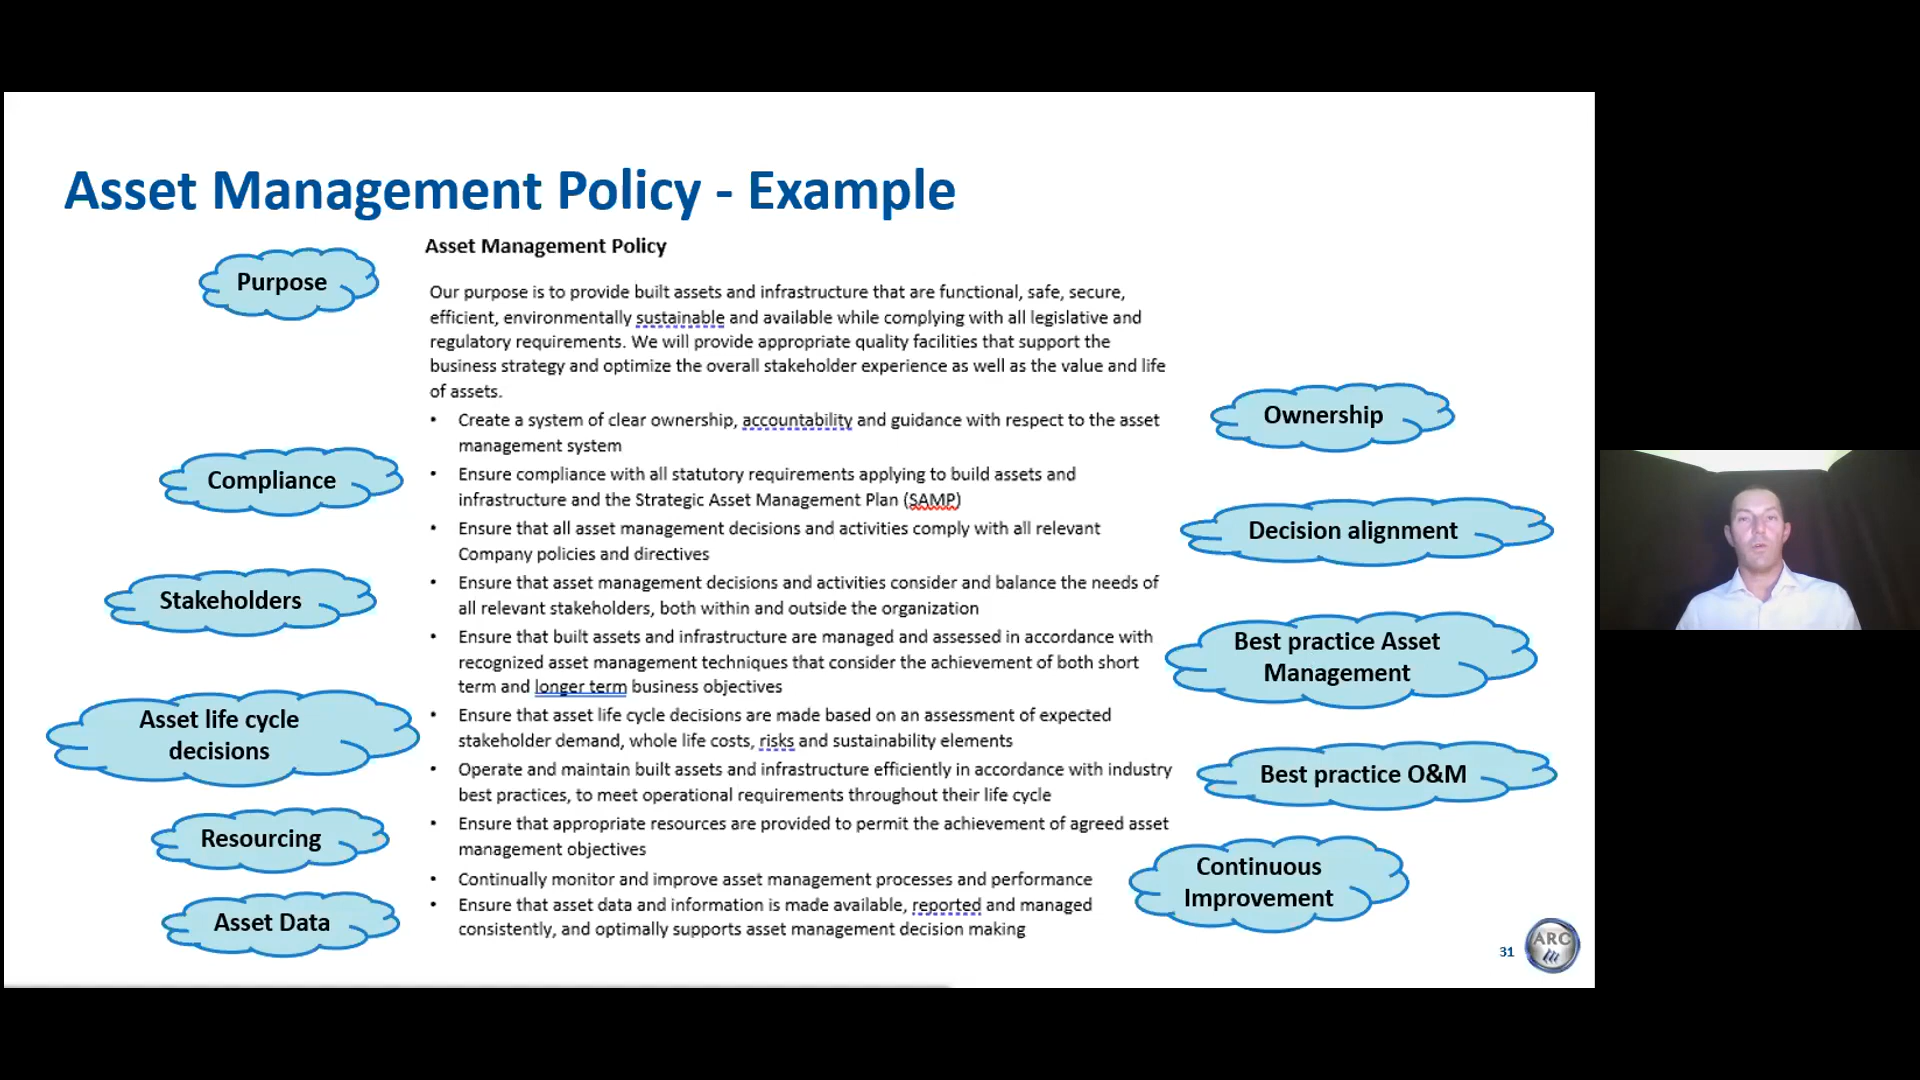 Asset Management Policy - Example
Asset Management Policy
Purpose
Our purpose is to provide built assets and infrastructure that are functional, safe, secure,
efficient, environmentally sustainable and available while complying with all legislative and
regulatory requirements. We will provide appropriate quality facilities that support the
business strategy and optimize the overall stakeholder experience as well as the value and life
of assets.
• Create a system of clear ownership, accountability and guidance with respect to the asset
management system
Ownership
• Ensure compliance with all statutory requirements applying to build assets and
infrastructure and the Strategic Asset Management Plan (SAMP)
Compliance
• Ensure that all asset management decisions and activities comply with all relevant
Company policies and directives
Decision alignment
• Ensure that asset management decisions and activities consider and balance the needs of
all relevant stakeholders, both within and outside the organization
Stakeholders
• Ensure that built assets and infrastructure are managed and assessed in accordance with
recognized asset management techniques that consider the achievement of both short
term and longer term business objectives
Best practice Asset
Management
• Ensure that asset life cycle decisions are made based on an assessment of expected
stakeholder demand, whole life costs, risks and sustainability elements
Asset life cycle
decisions
• Operate and maintain built assets and infrastructure efficiently in accordance with industry
best practices, to meet operational requirements throughout their life cycle
Best practice O&M
• Ensure that appropriate resources are provided to permit the achievement of agreed asset
management objectives
Resourcing
• Continually monitor and improve asset management processes and performance
Continuous
Improvement
• Ensure that asset data and information is made available, reported and managed
consistently, and optimally supports asset management decision making
Asset Data
31
ARC